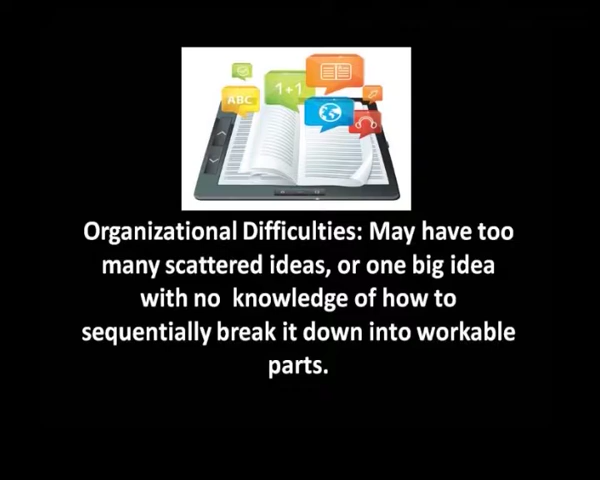 ABC
1+1
Organizational Difficulties: May have too
many scattered ideas, or one big idea
with no knowledge of how to
sequentially break it down into workable
parts.